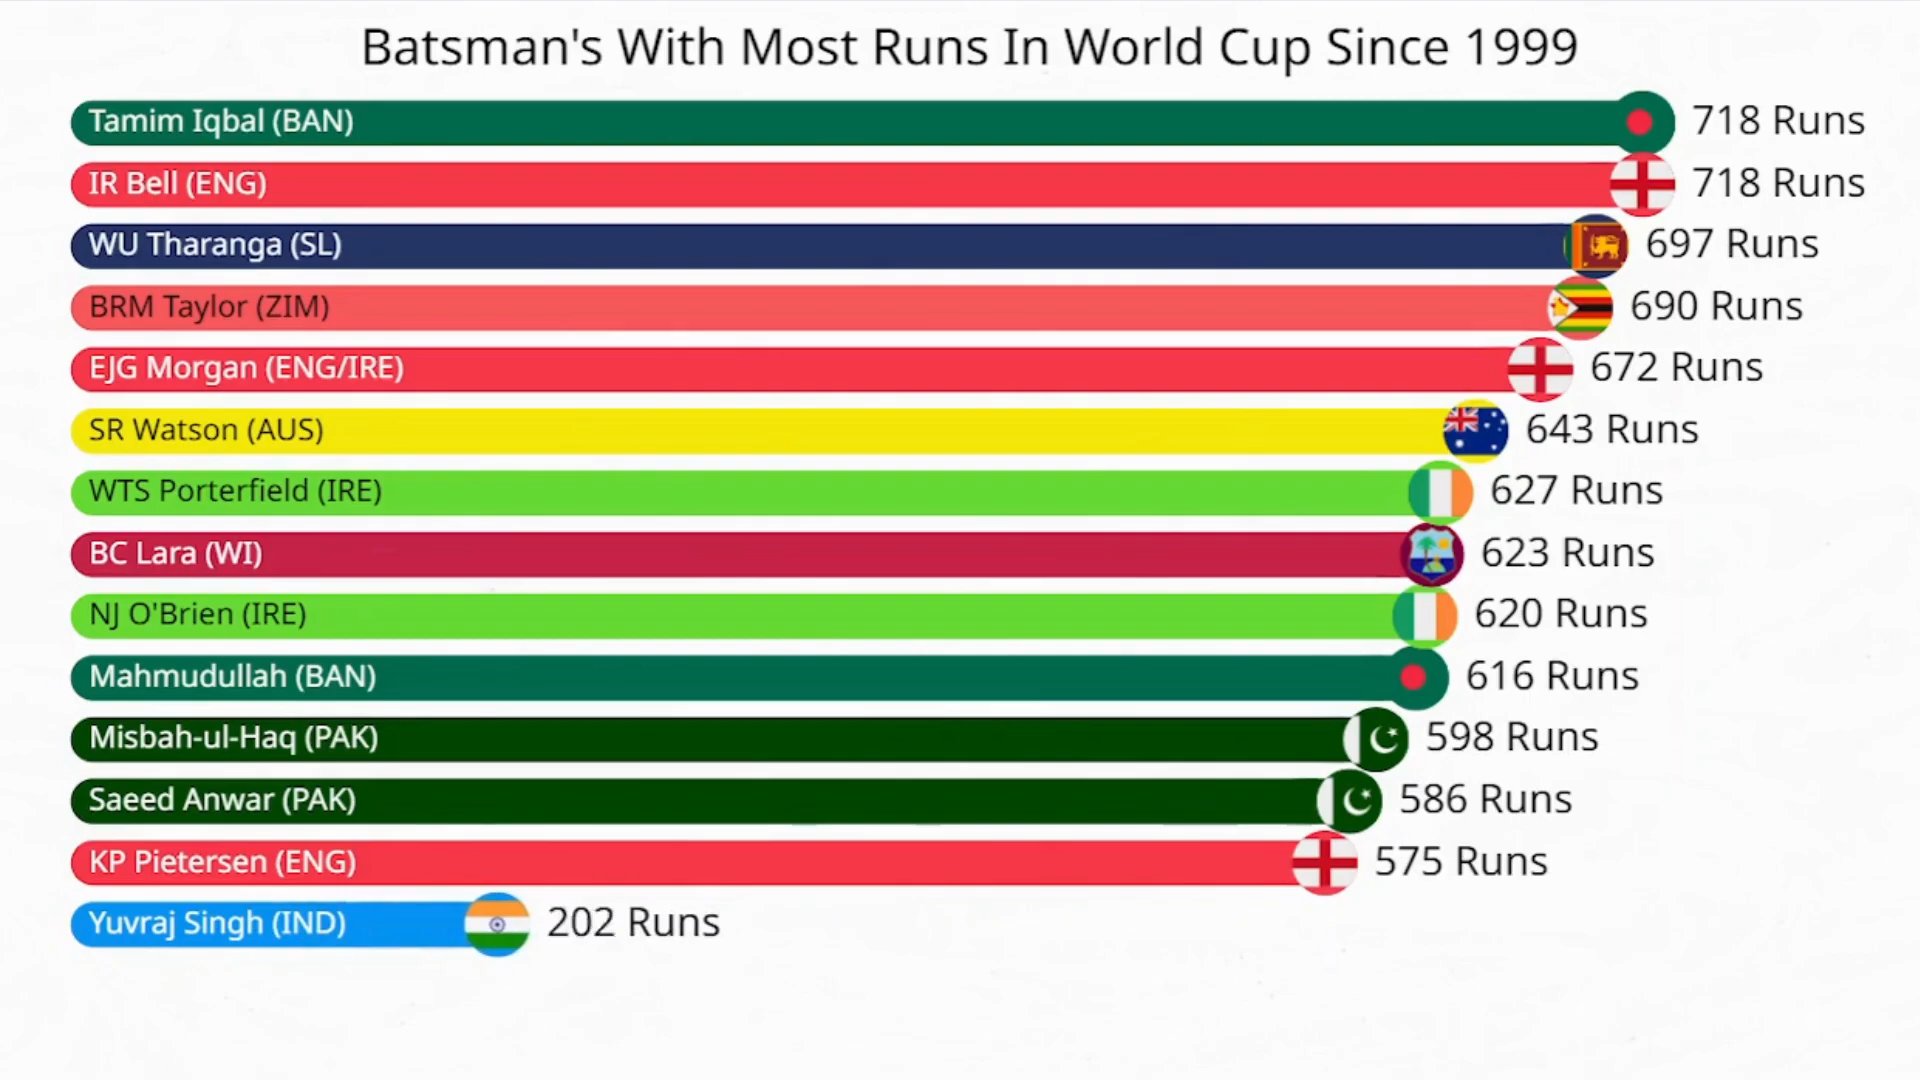 Batsman's With Most Runs In World Cup Since 1999
Tamim Iqbal (BAN) 718 Runs
IR Bell (ENG) 718 Runs
WU Tharanga (SL) 697 Runs
BRM Taylor (ZIM) 690 Runs
EJG Morgan (ENG/IRE) 672 Runs
SR Watson (AUS) 643 Runs
WTS Porterfield (IRE) 627 Runs
BC Lara (WI) 623 Runs
NJ O'Brien (IRE) 620 Runs
Mahmudullah (BAN) 616 Runs
Misbah-ul-Haq (PAK) 598 Runs
Saeed Anwar (PAK) 586 Runs
KP Pietersen (ENG) 575 Runs
Yuvraj Singh (IND) 202 Runs